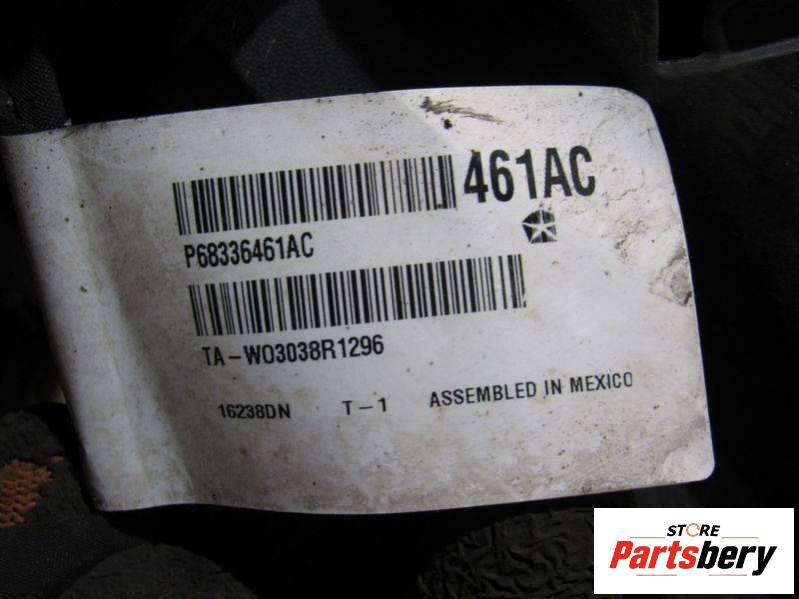 461AC
P68336461AC
TA-W03038R1296
16238DN T-1 ASSEMBLED IN MEXICO
STORE
Partsbery